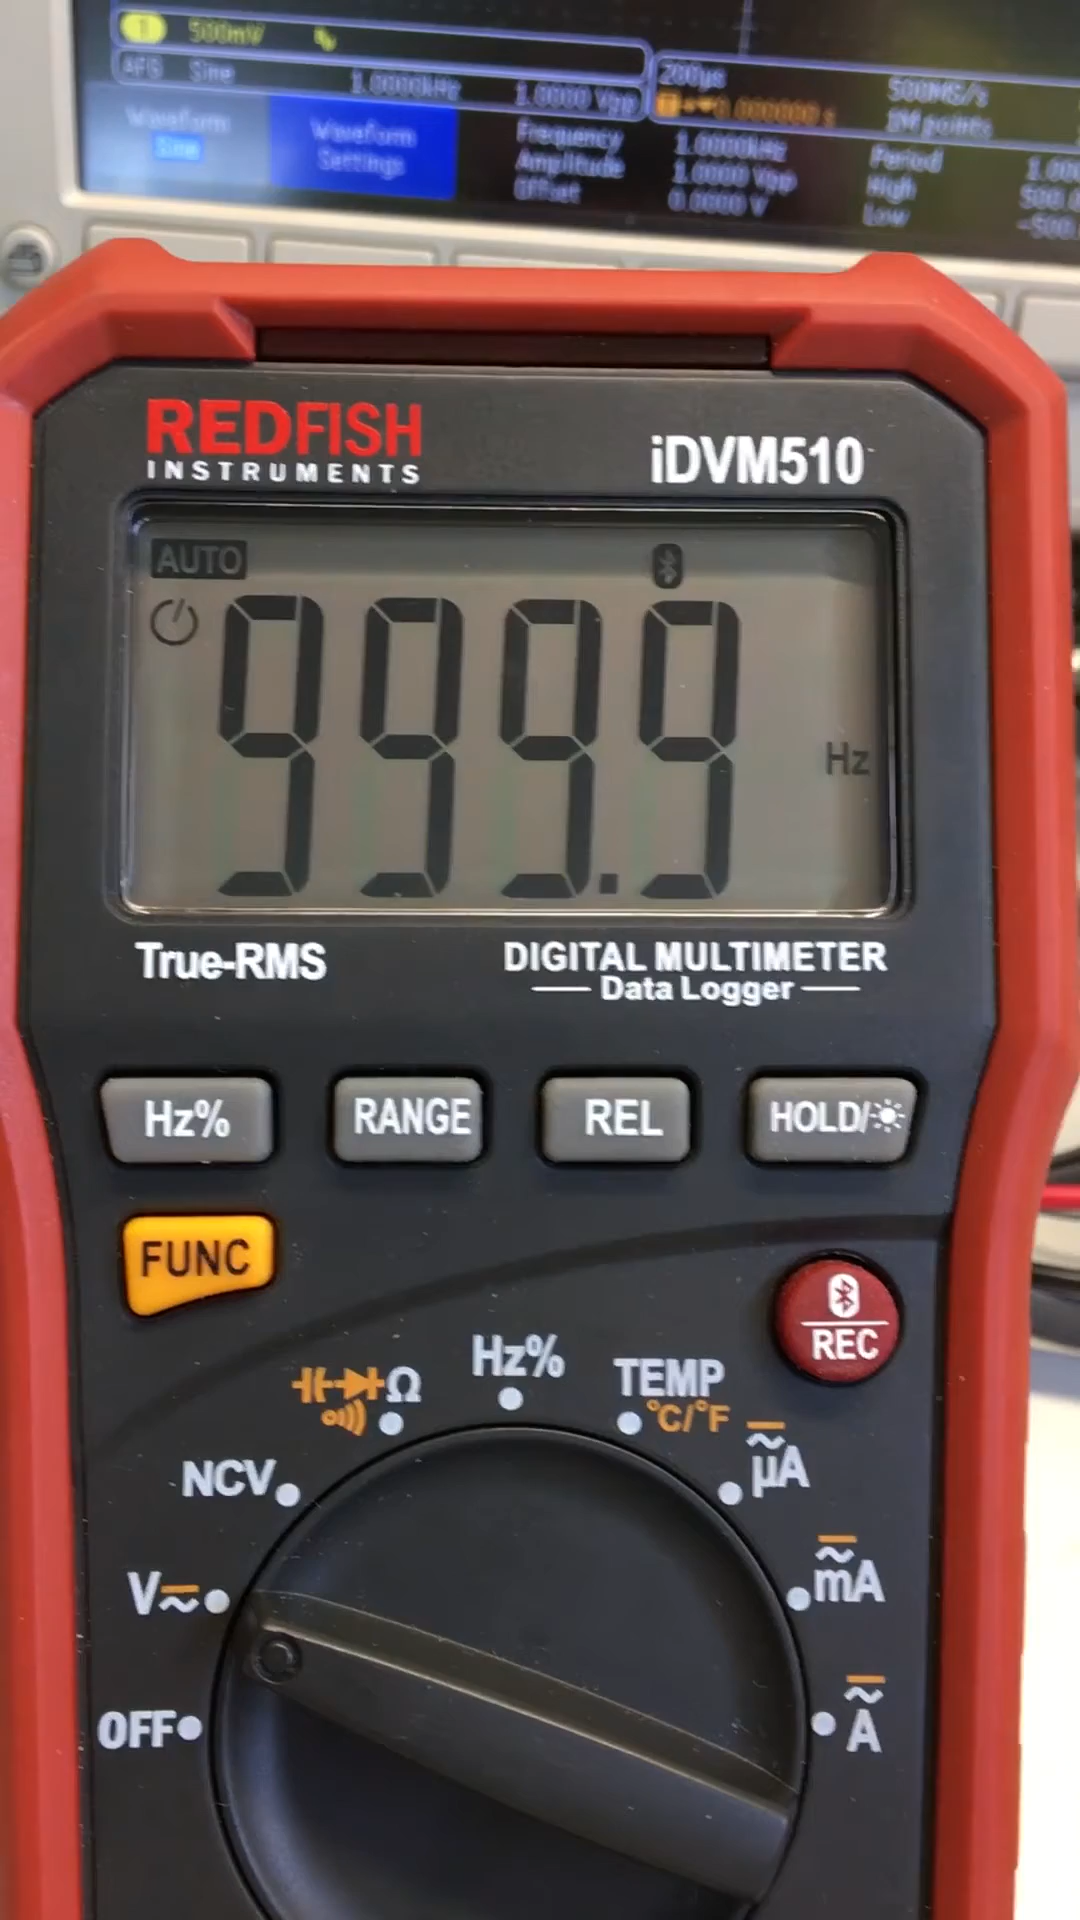 1 500mV
AFG Sine 1.0000kHz 1.0000 Vpp
200µs 500MS/s
0.000000 s 1M points
Waveform
Sine
Waveform
Settings
Frequency 1.0000kHz Period
Amplitude 1.0000 Vpp High
Offset 0.0000 V Low
REDFISH
INSTRUMENTS
iDVM510
AUTO
999.9
Hz
True-RMS
DIGITAL MULTIMETER
Data Logger
Hz%
RANGE
REL
HOLD/
FUNC
REC
Hz%
Ω
TEMP
°C/°F
NCV
µA
V
mA
OFF
A